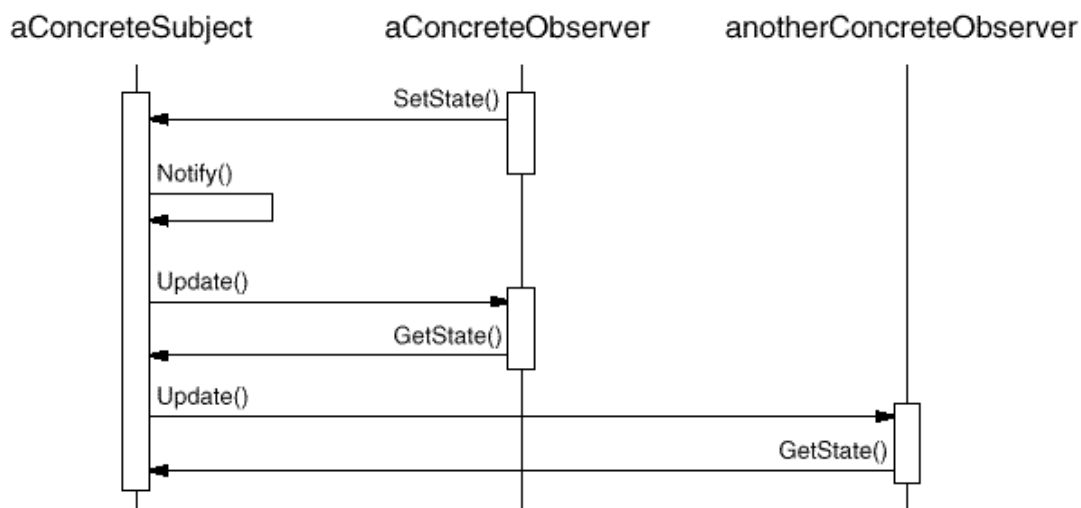 aConcreteSubject aConcreteObserver anotherConcreteObserver
SetState()
Notify()
Update()
GetState()
Update()
GetState()